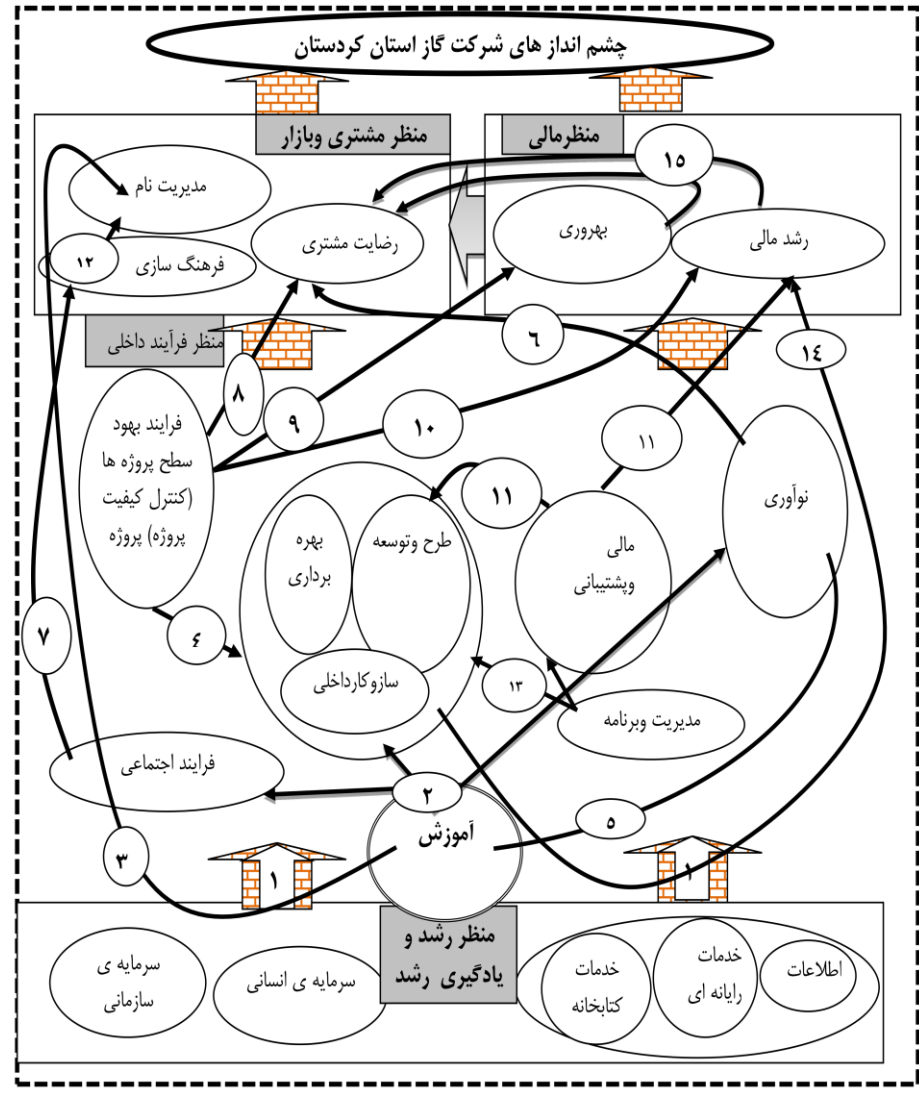 چشم انداز های شرکت گاز استان کردستان
منظرمالی
منظر مشتری وبازار
۱۵
مدیریت نام
رشد مالی
بهروری
رضایت مشتری
فرهنگ سازی
۱۲
منظر فرآیند داخلی
۶
۱٤
۸
۹
۱۰
۱۱
فرایند بهود
سطح پروژه ها
(کنترل کیفیت
پروژه) پروژه
نوآوری
۱۱
مالی
وپشتیبانی
طرح وتوسعه
بهره
برداری
۷
٤
سازوکارداخلی
۱۳
مدیریت وبرنامه
فرایند اجتماعی
۲
آموزش
۵
۳
۱
۱
منظر رشد و
یادگیری رشد
اطلاعات
خدمات
رایانه ای
خدمات
کتابخانه
سرمایه ی انسانی
سرمایه ی
سازمانی